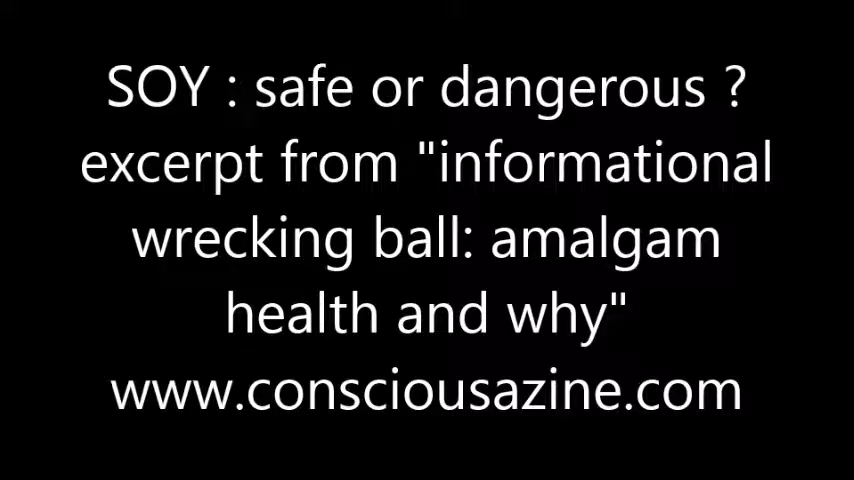 SOY : safe or dangerous ?
excerpt from "informational
wrecking ball: amalgam
health and why"
www.consciousazine.com